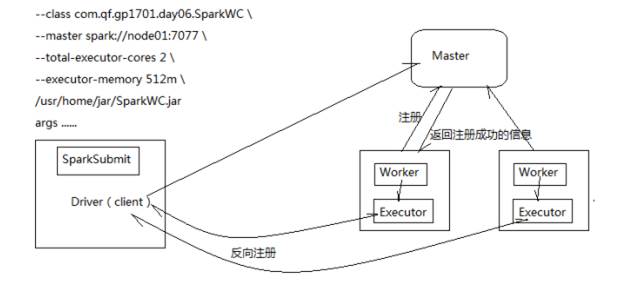 --class com.qf.gp1701.day06.SparkWC \
--master spark://node01:7077 \
--total-executor-cores 2 \
--executor-memory 512m \
/usr/home/jar/SparkWC.jar
args ......
Master
注册
返回注册成功的信息
SparkSubmit
Driver（client）
Worker
Executor
Worker
Executor
反向注册